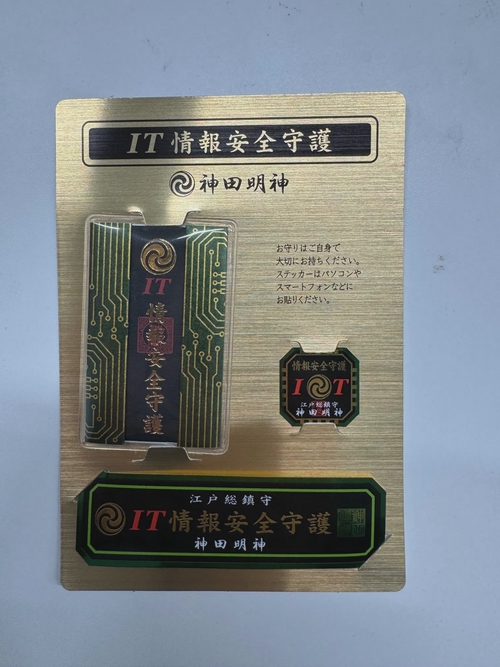 IT 情報安全守護
神田明神
お守りはご自身で
大切にお持ちください。
ステッカーはパソコンや
スマートフォンなどに
お貼りください。
IT
情報安全守護
情報安全守護
I T
江戸総鎮守
神田明神
江戸総鎮守
IT情報安全守護
神田明神